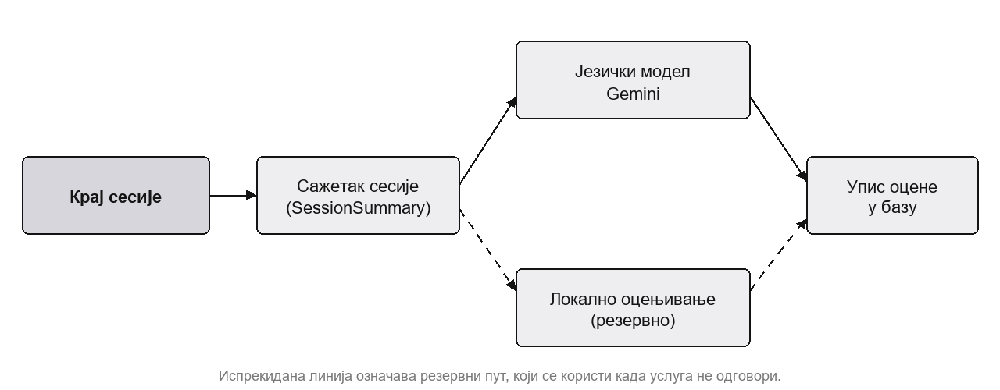 Језички модел
Gemini
Крај сесије
Сажетак сесије
(SessionSummary)
Упис оцене
у базу
Локално оцењивање
(резервно)
Испрекидана линија означава резервни пут, који се користи када услуга не одговори.